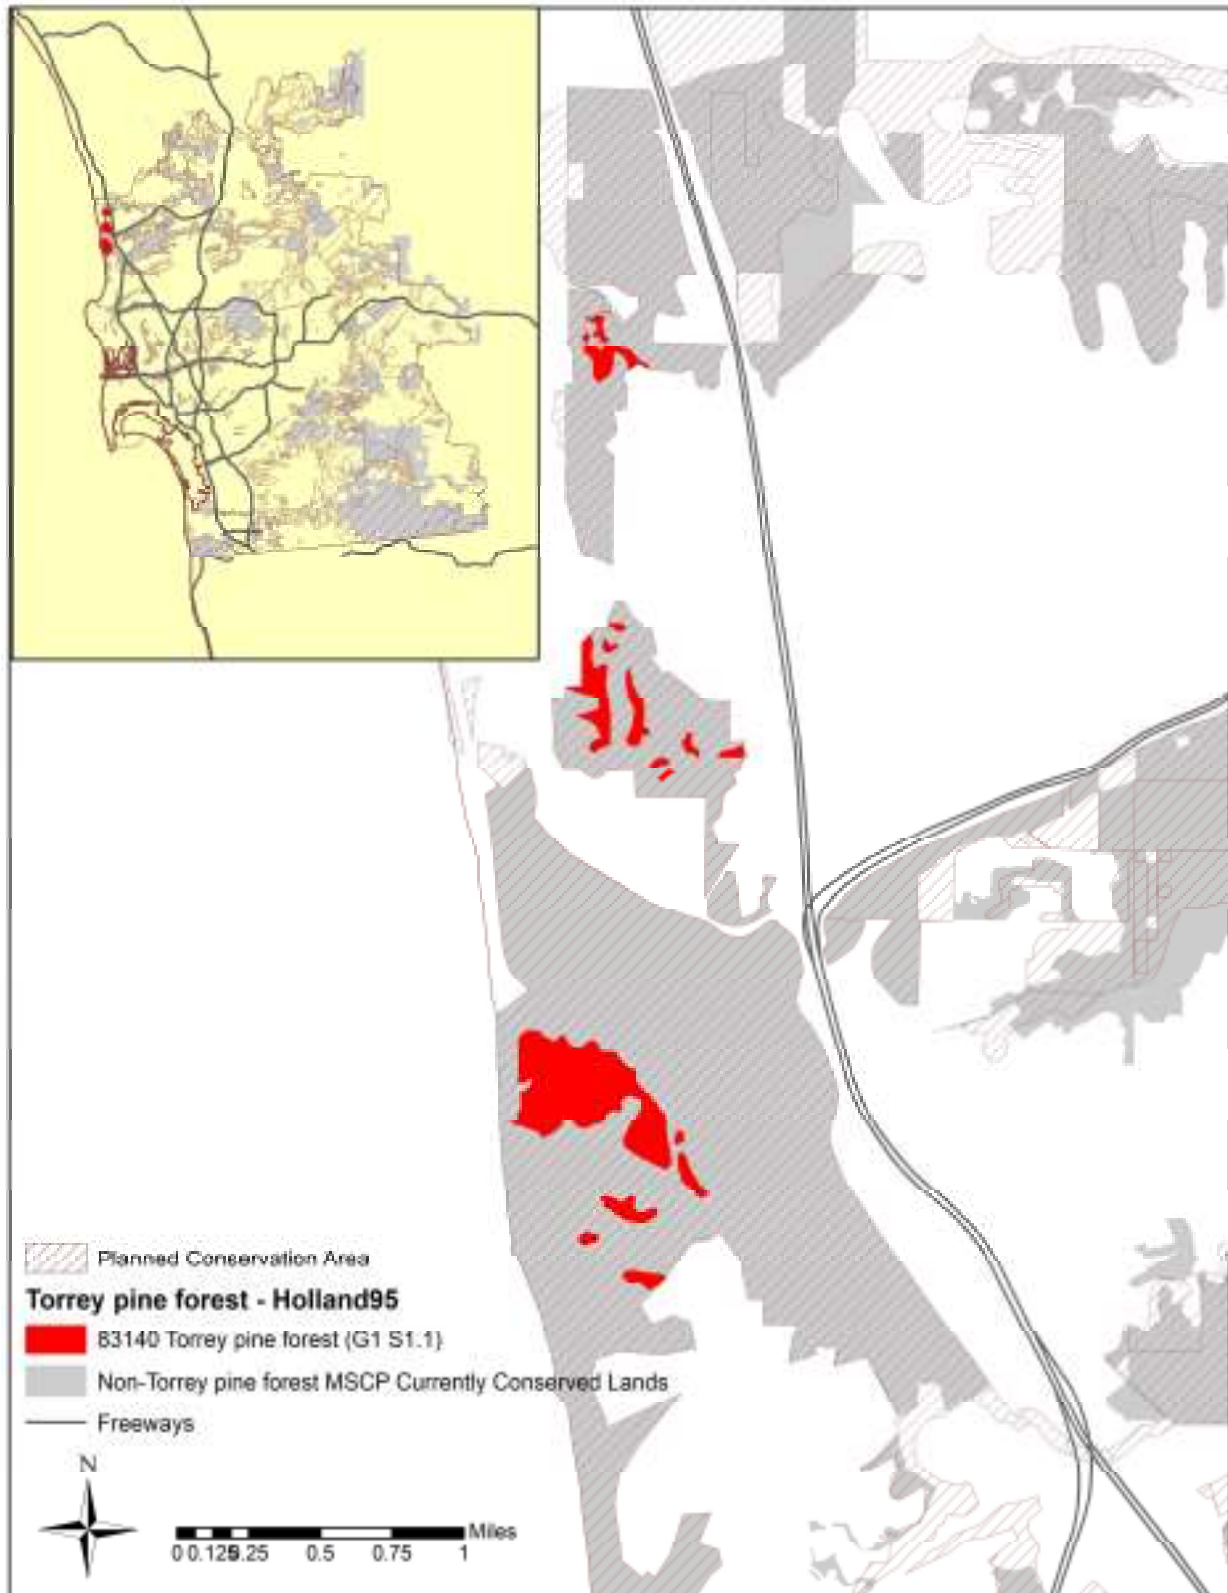 Planned Conservation Area
Torrey pine forest - Holland95
83140 Torrey pine forest (G1 S1.1)
Non-Torrey pine forest MSCP Currently Conserved Lands
Freeways
N
Miles
0 0.125 0.25 0.5 0.75 1